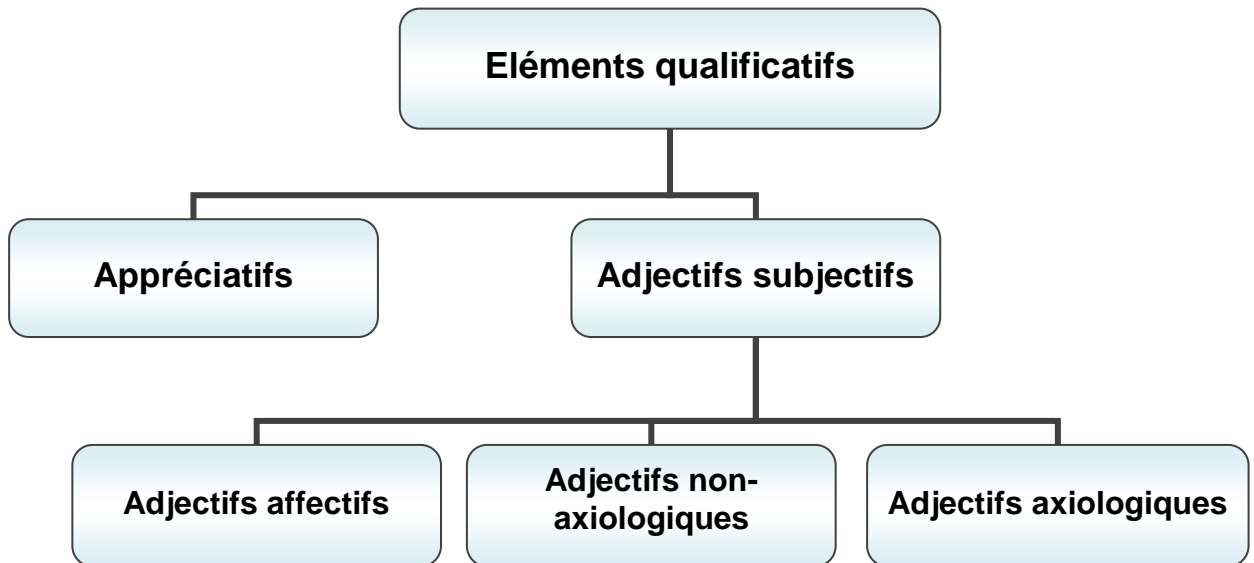 Eléments qualificatifs
Appréciatifs
Adjectifs subjectifs
Adjectifs affectifs
Adjectifs non-
axiologiques
Adjectifs axiologiques